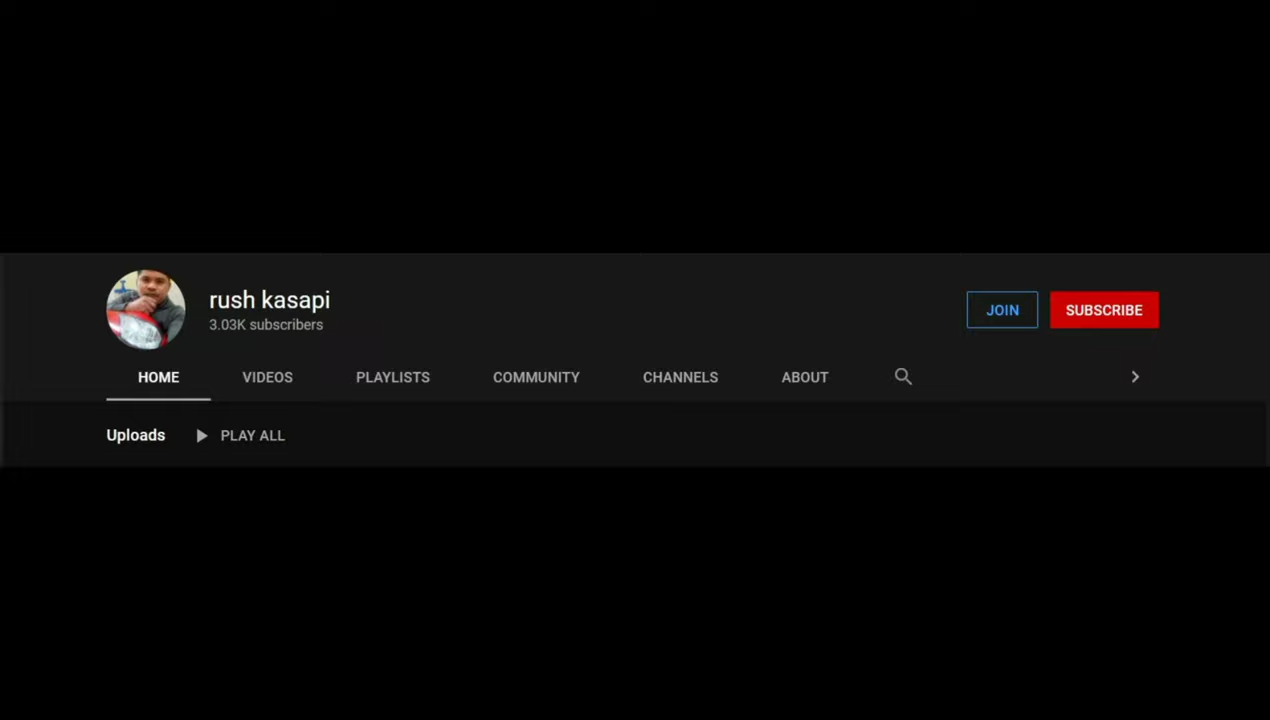 rush kasapi
3.03K subscribers
JOIN SUBSCRIBE
HOME VIDEOS PLAYLISTS COMMUNITY CHANNELS ABOUT
Uploads PLAY ALL